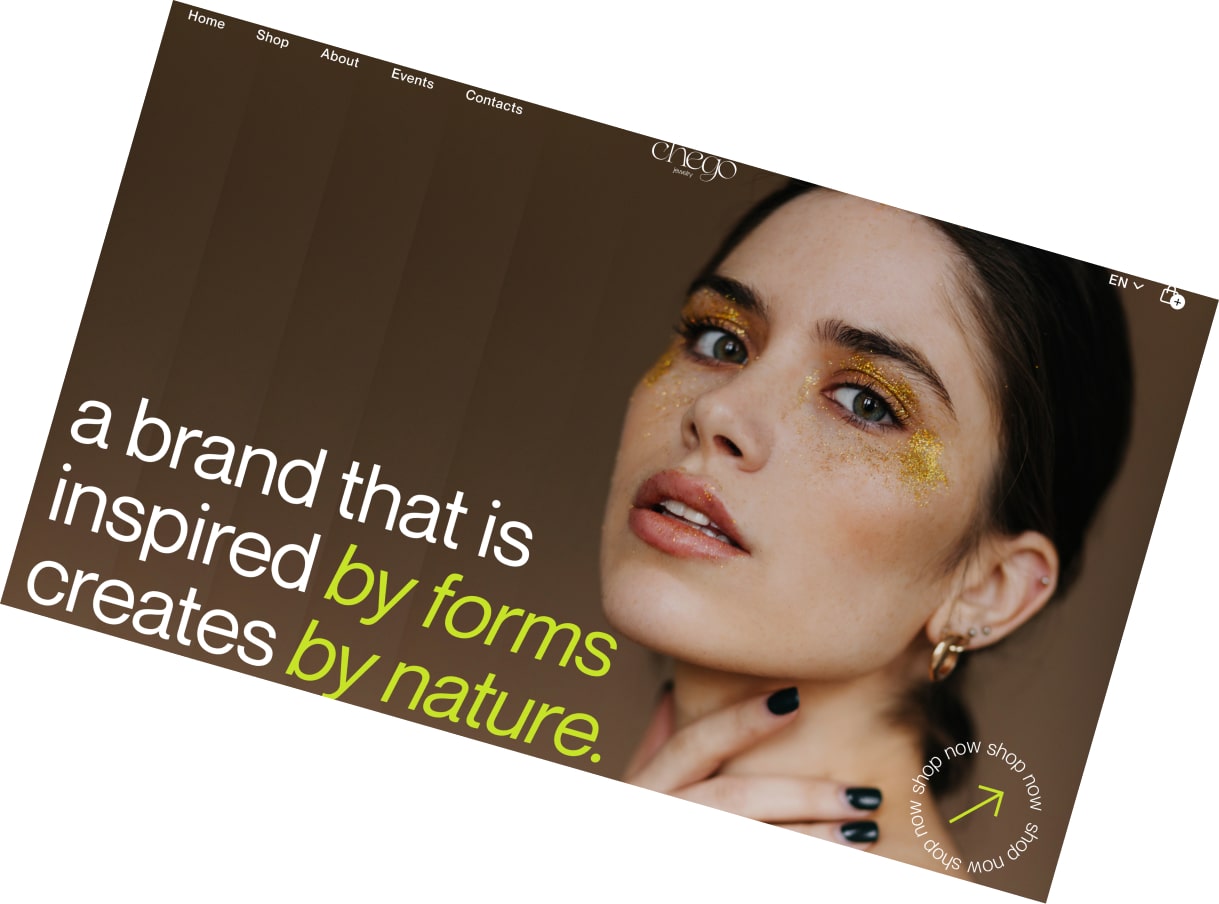 Home
Shop
About
Events
Contacts
chego
jewelry
EN
a brand that is
inspired by forms
creates by nature.
shop now shop now shop now shop now